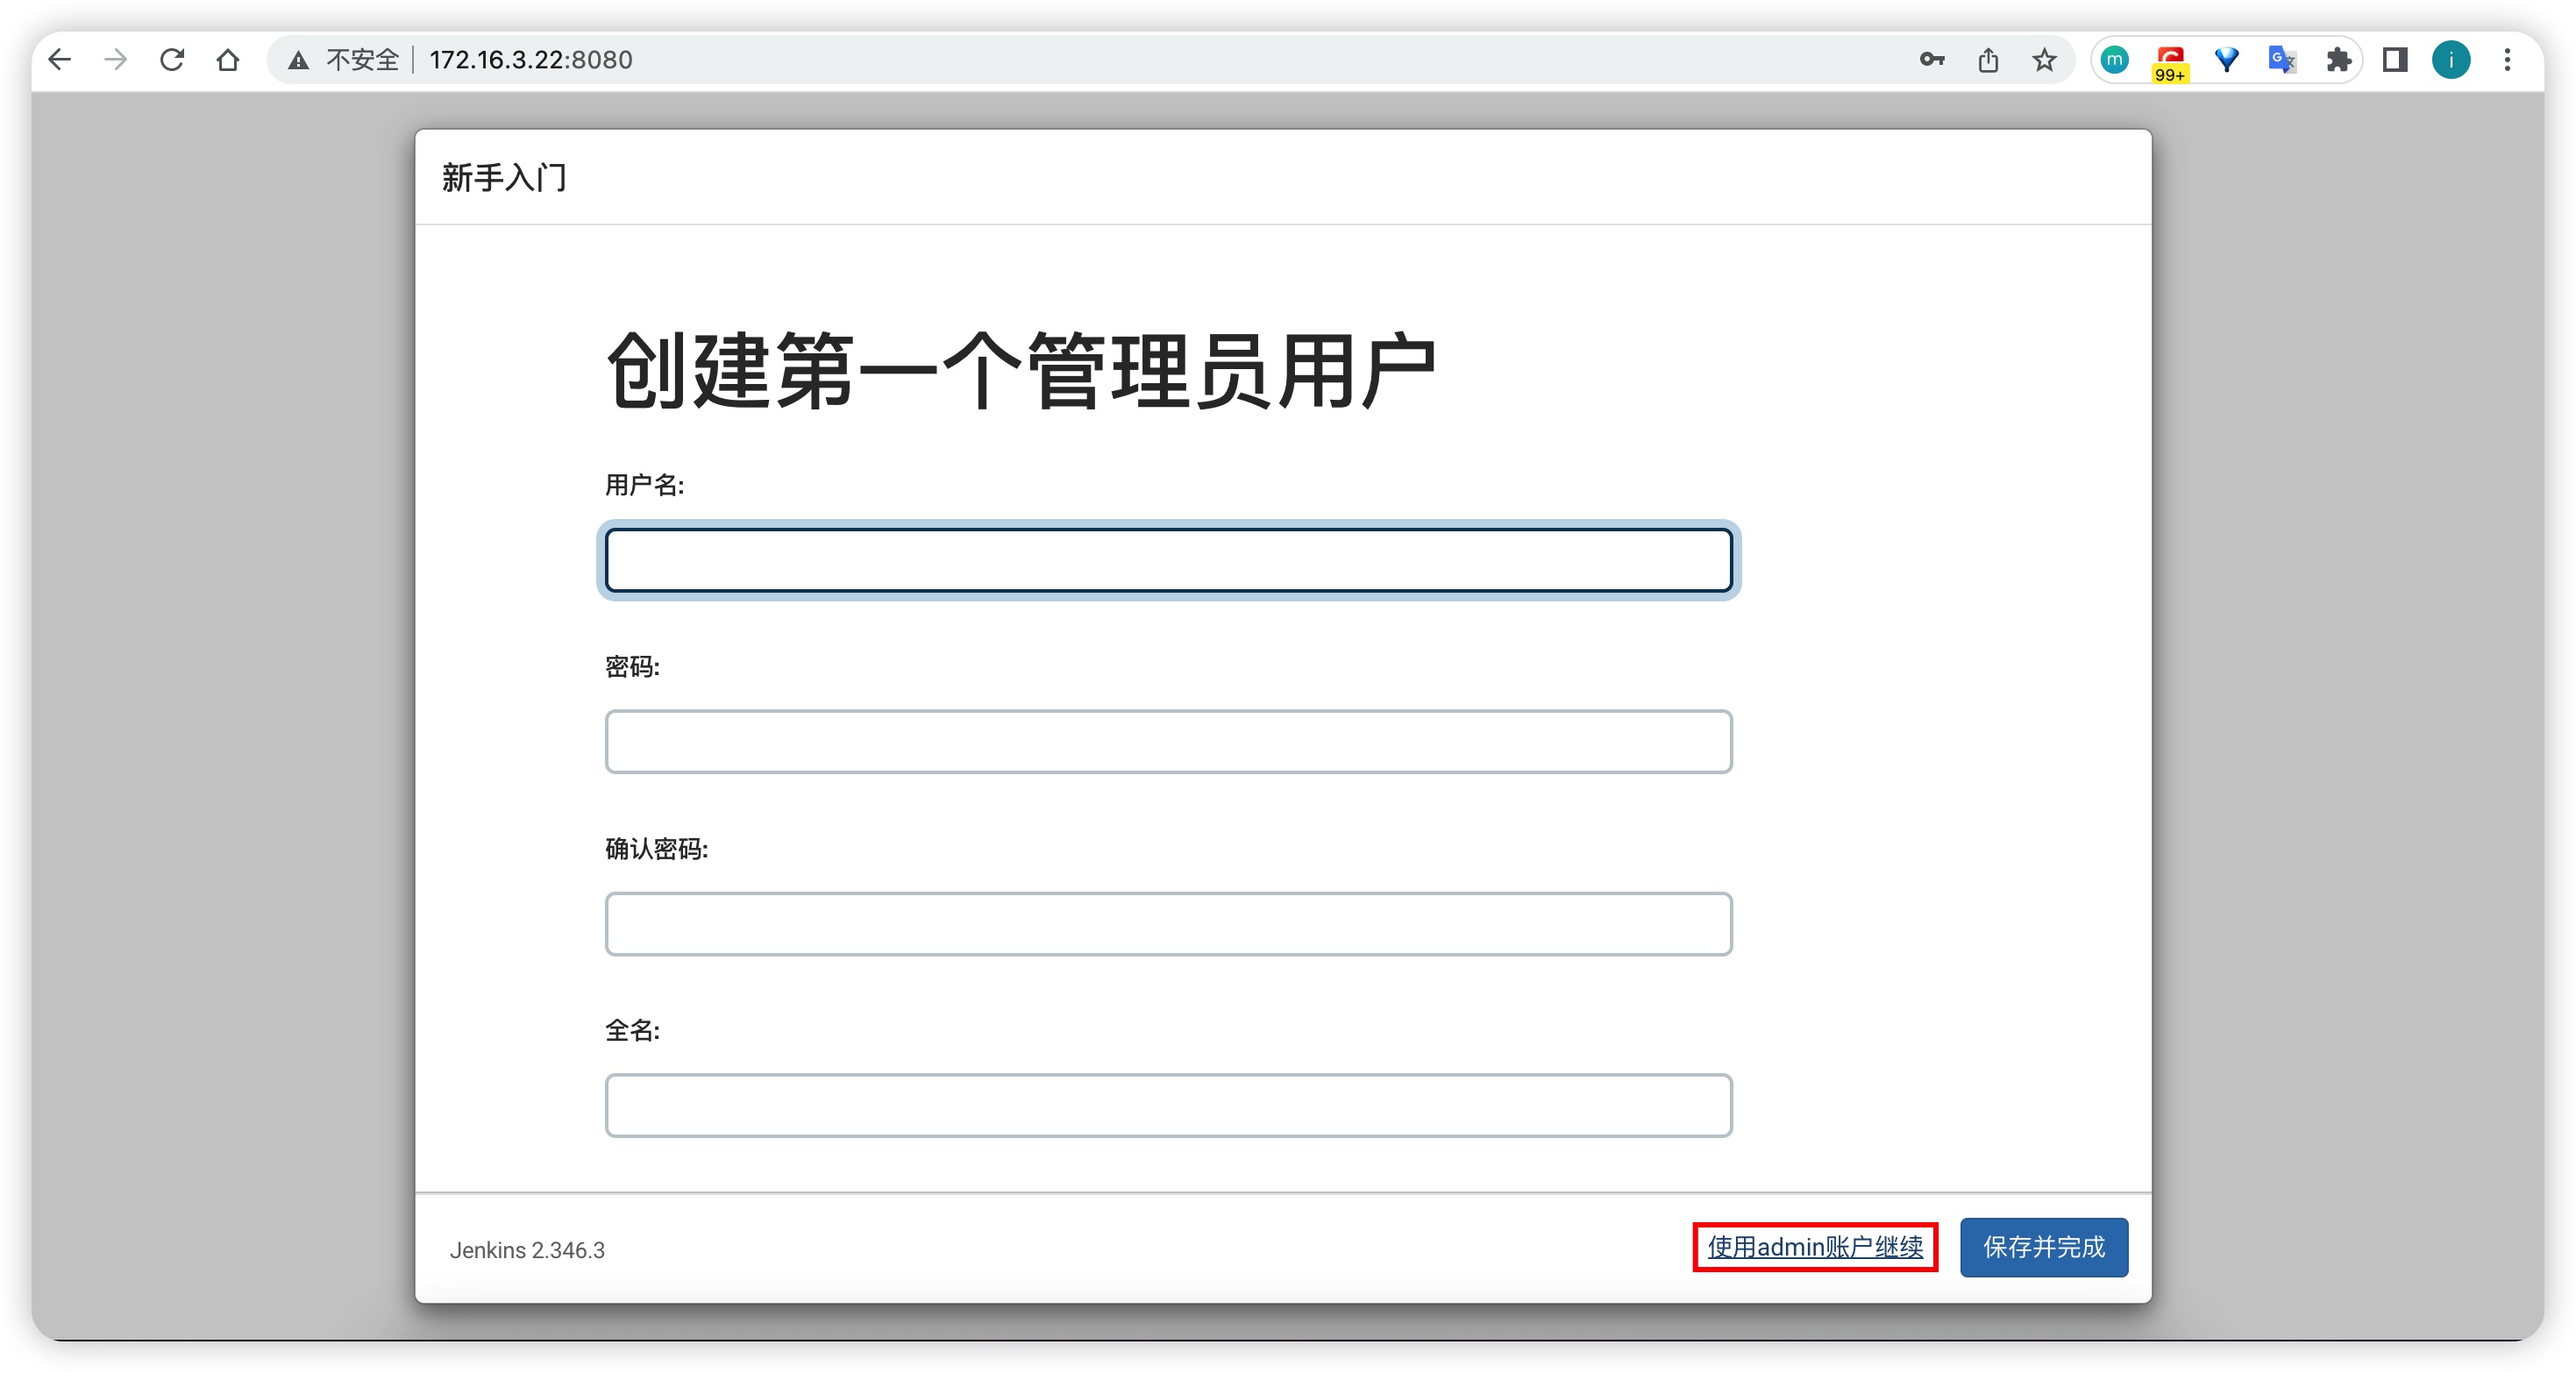 不安全 172.16.3.22:8080
m
99+
G
i
新手入门
创建第一个管理员用户
用户名:
密码:
确认密码:
全名:
Jenkins 2.346.3
使用admin账户继续
保存并完成